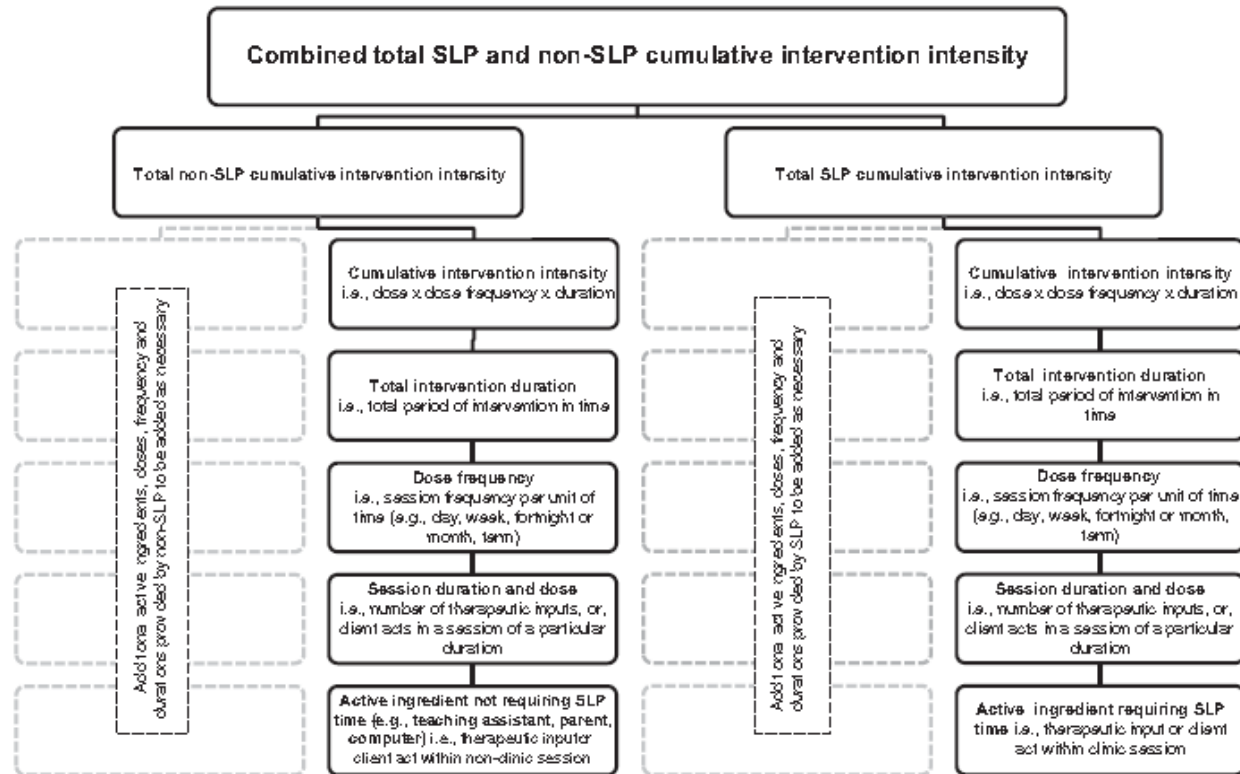 Combined total SLP and non-SLP cumulative intervention intensity
Total non-SLP cumulative intervention intensity
Total SLP cumulative intervention intensity
Additional active ingredients, doses, frequency and
durations provided by non-SLP to be added as necessary
Cumulative intervention intensity
i.e., dose x dose frequency x duration
Total intervention duration
i.e., total period of intervention in time
Dose frequency
i.e., session frequency per unit of
time (e.g., day, week, fortnight or
month, term)
Session duration and dose
i.e., number of therapeutic inputs, or,
client acts in a session of a particular
duration
Active ingredient not requiring SLP
time (e.g., teaching assistant, parent,
computer) i.e., therapeutic input or
client act within non-clinic session
Additional active ingredients, doses, frequency and
durations provided by SLP to be added as necessary
Cumulative intervention intensity
i.e., dose x dose frequency x duration
Total intervention duration
i.e., total period of intervention in
time
Dose frequency
i.e., session frequency per unit of time
(e.g., day, week, fortnight or month,
term)
Session duration and dose
i.e., number of therapeutic inputs, or,
client acts in a session of a particular
duration
Active ingredient requiring SLP
time i.e., therapeutic input or client
act within clinic session